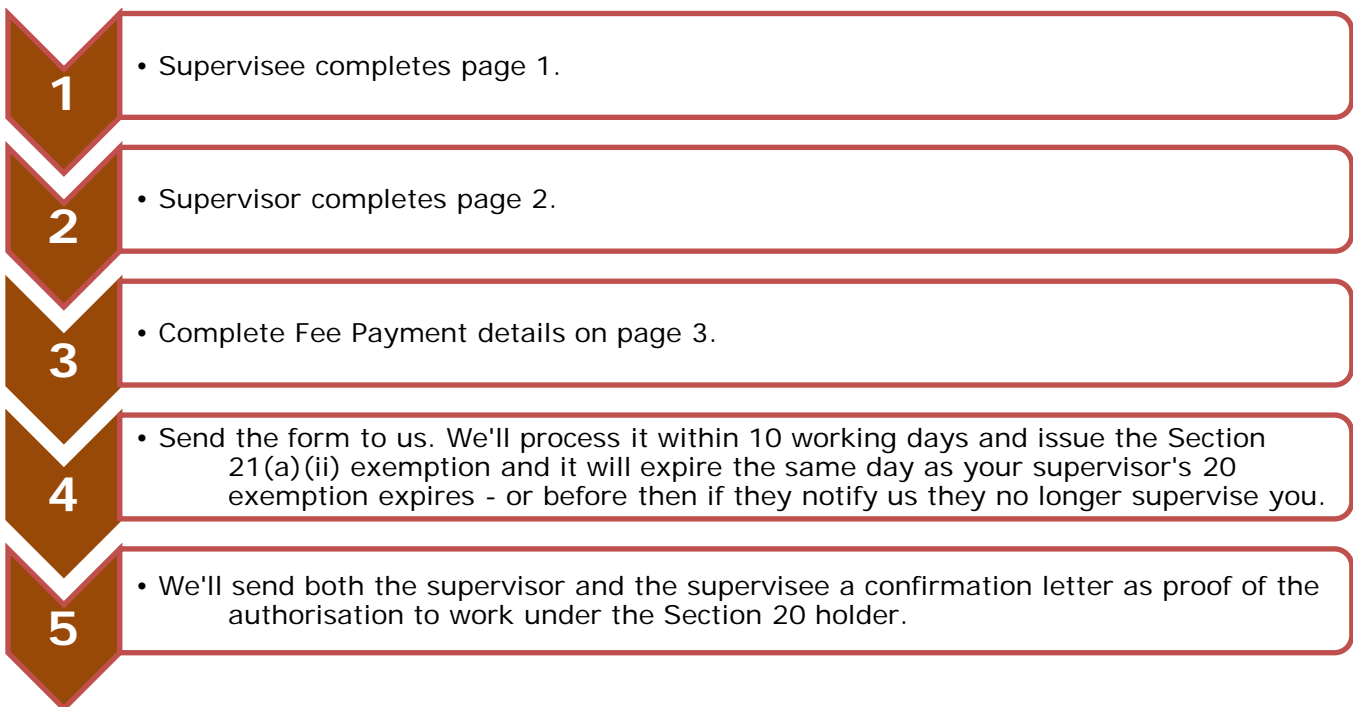 1
• Supervisee completes page 1.
2
• Supervisor completes page 2.
3
• Complete Fee Payment details on page 3.
4
• Send the form to us. We'll process it within 10 working days and issue the Section
21(a)(ii) exemption and it will expire the same day as your supervisor's 20
exemption expires - or before then if they notify us they no longer supervise you.
5
• We'll send both the supervisor and the supervisee a confirmation letter as proof of the
authorisation to work under the Section 20 holder.